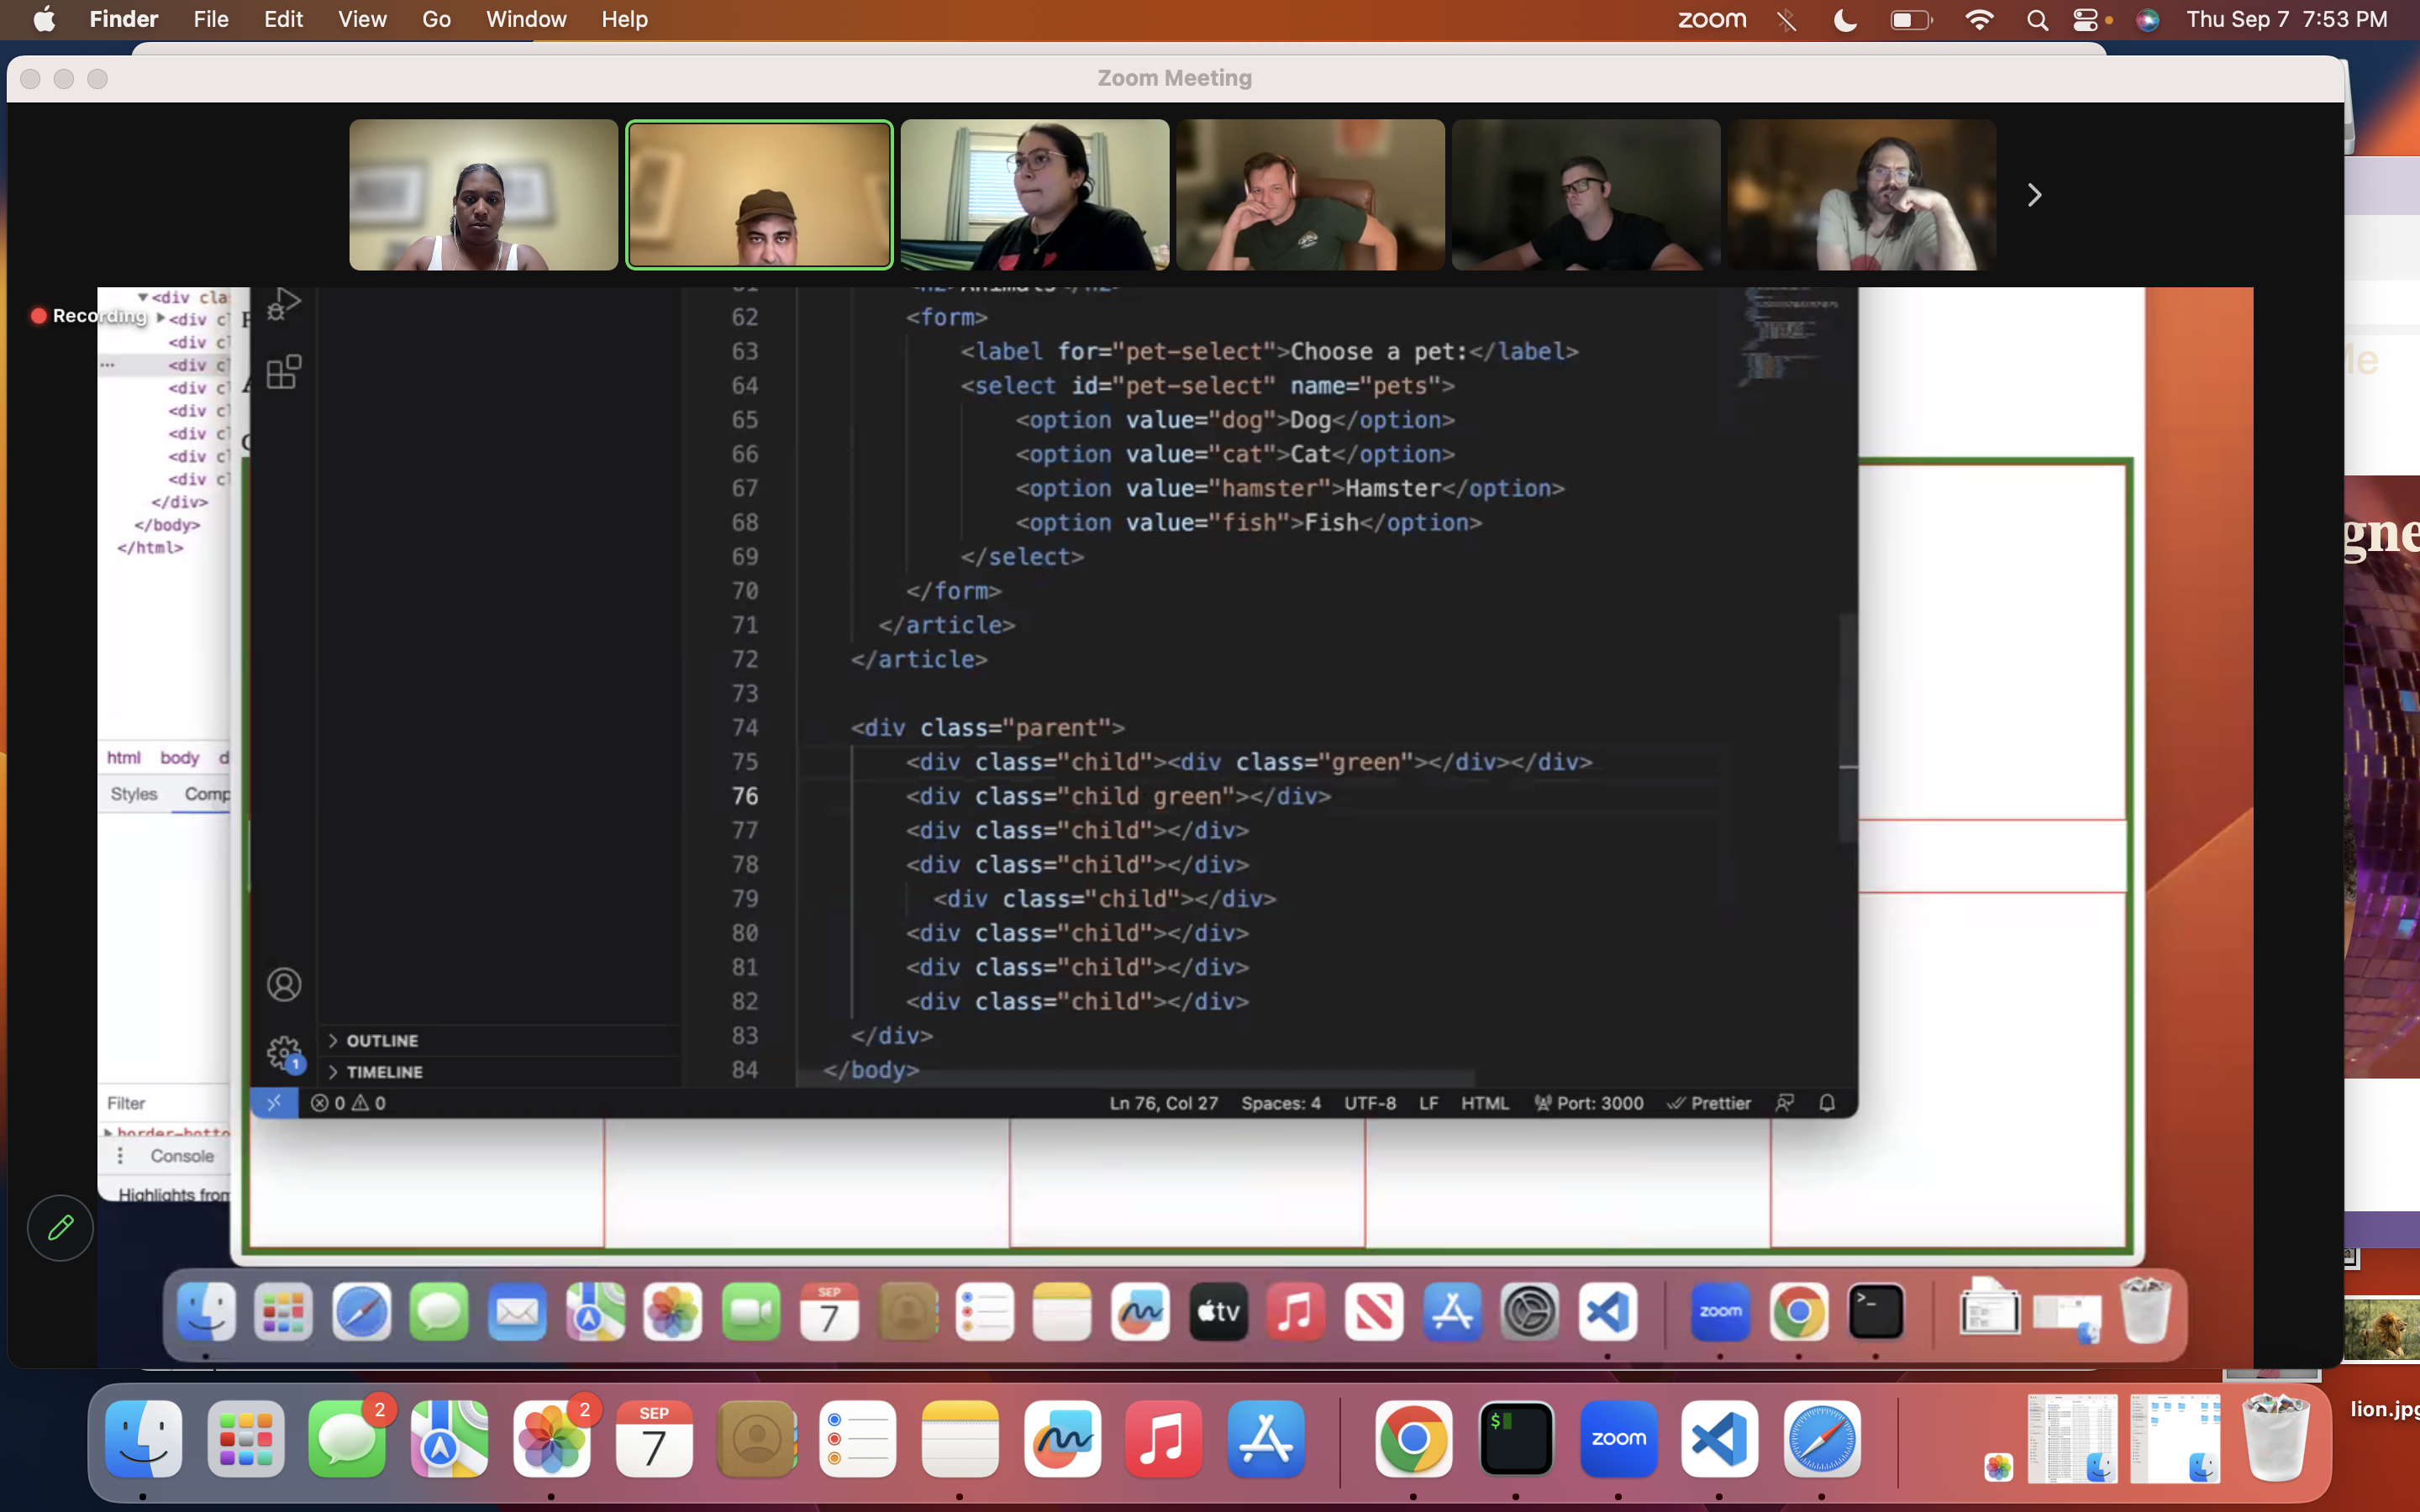 Finder File Edit View Go Window Help zoom Thu Sep 7 7:53 PM
Zoom Meeting
Recording
<div cla
<div c
<div c
<div c
<div c
<div c
<div c
<div c
<div c
</div>
</body>
</html>
html body d
Styles Comp
Filter
border-botto
Console
Highlights from
62 <form>
63 <label for="pet-select">Choose a pet:</label>
64 <select id="pet-select" name="pets">
65 <option value="dog">Dog</option>
66 <option value="cat">Cat</option>
67 <option value="hamster">Hamster</option>
68 <option value="fish">Fish</option>
69 </select>
70 </form>
71 </article>
72 </article>
73
74 <div class="parent">
75 <div class="child"><div class="green"></div></div>
76 <div class="child green"></div>
77 <div class="child"></div>
78 <div class="child"></div>
79 <div class="child"></div>
80 <div class="child"></div>
81 <div class="child"></div>
82 <div class="child"></div>
83 </div>
84 </body>
OUTLINE
TIMELINE
1
0 0 Ln 76, Col 27 Spaces: 4 UTF-8 LF HTML Port: 3000 Prettier
Me
gne
SEP
7
tv
zoom
>_
2
2
SEP
7
$
zoom
lion.jpg